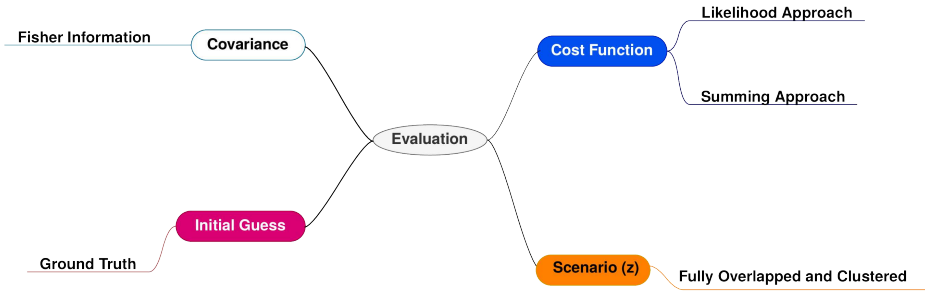 Likelihood Approach
Fisher Information
Covariance
Cost Function
Summing Approach
Evaluation
Initial Guess
Ground Truth
Scenario (z)
Fully Overlapped and Clustered